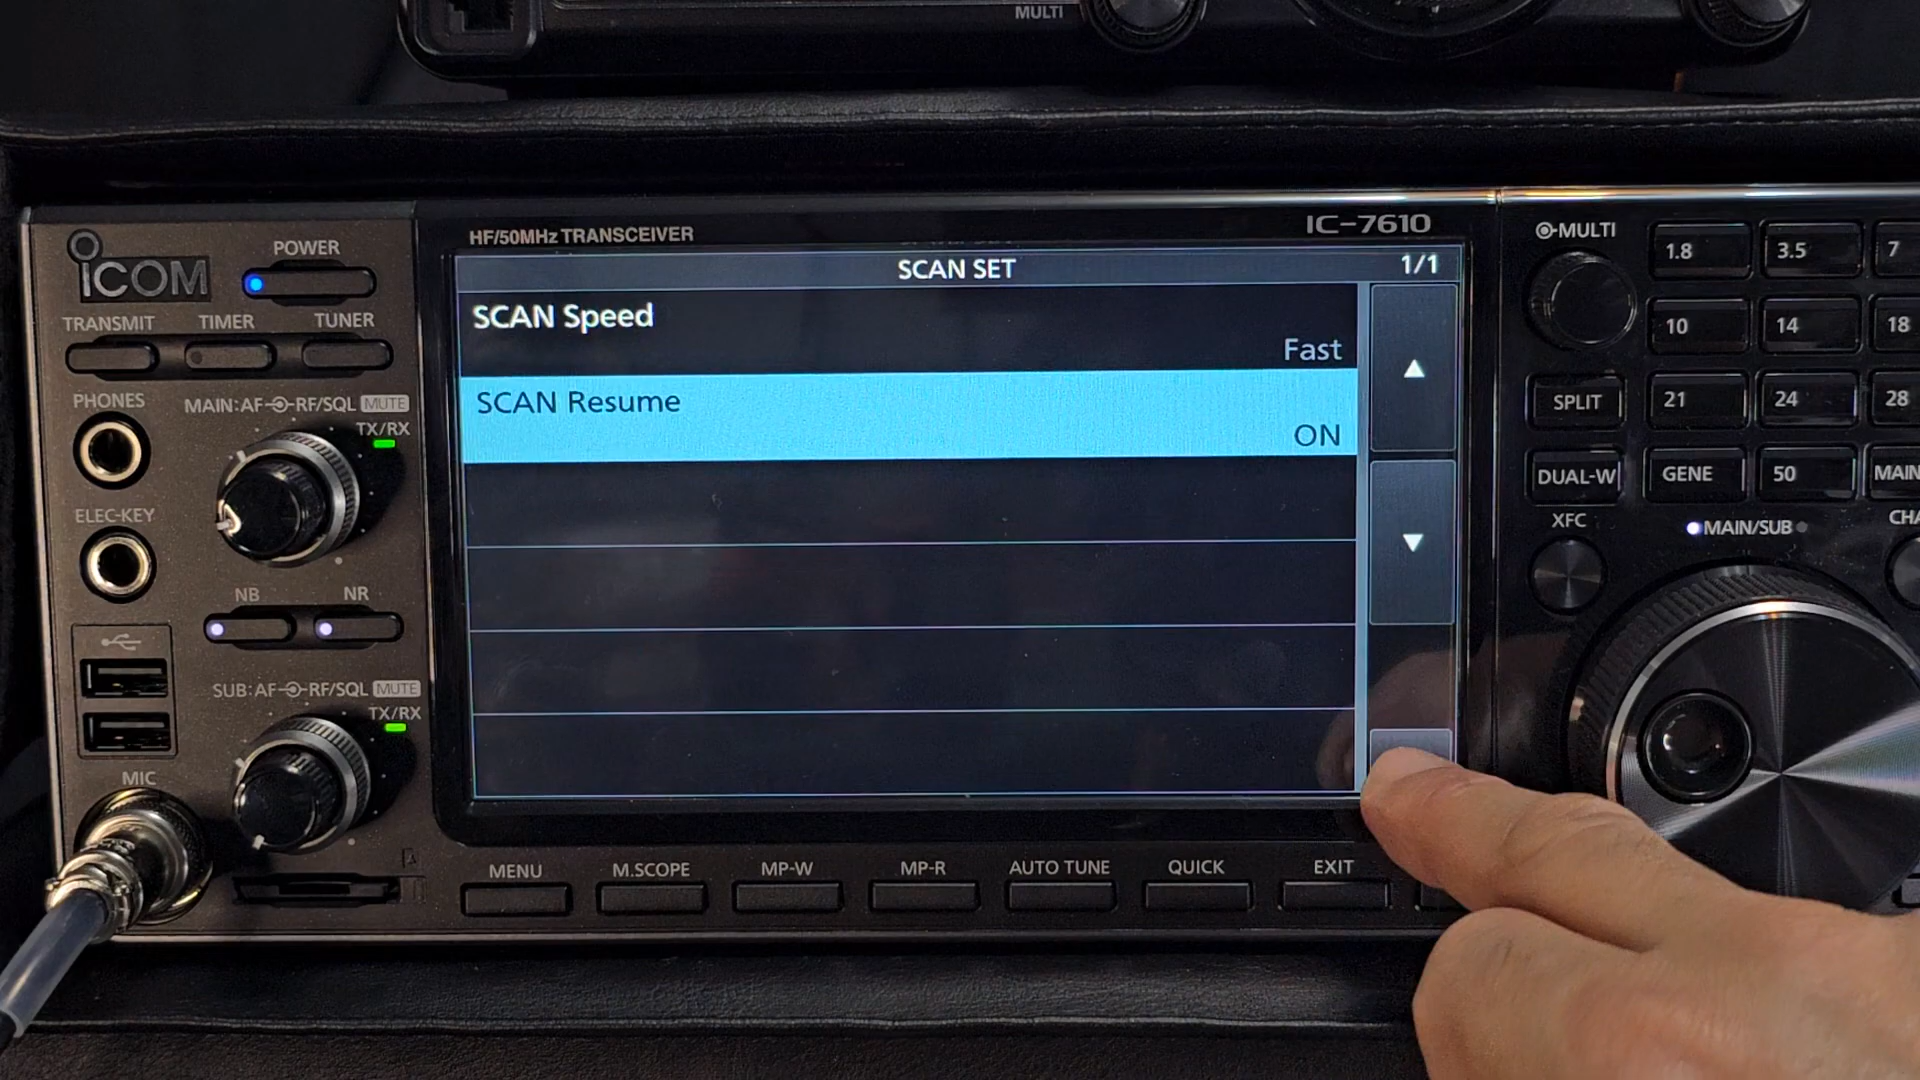 MULTI
HF/50MHz TRANSCEIVER
IC-7610
ICOM
POWER
TRANSMIT TIMER TUNER
PHONES
MAIN:AF RF/SQL MUTE
TX/RX
ELEC-KEY
NB NR
SUB:AF RF/SQL MUTE
TX/RX
MIC
SCAN SET 1/1
SCAN Speed
Fast
SCAN Resume
ON
MENU M.SCOPE MP-W MP-R AUTO TUNE QUICK EXIT
MULTI
1.8 3.5 7
10 14 18
SPLIT 21 24 28
DUAL-W GENE 50 MAIN
XFC MAIN/SUB CHA